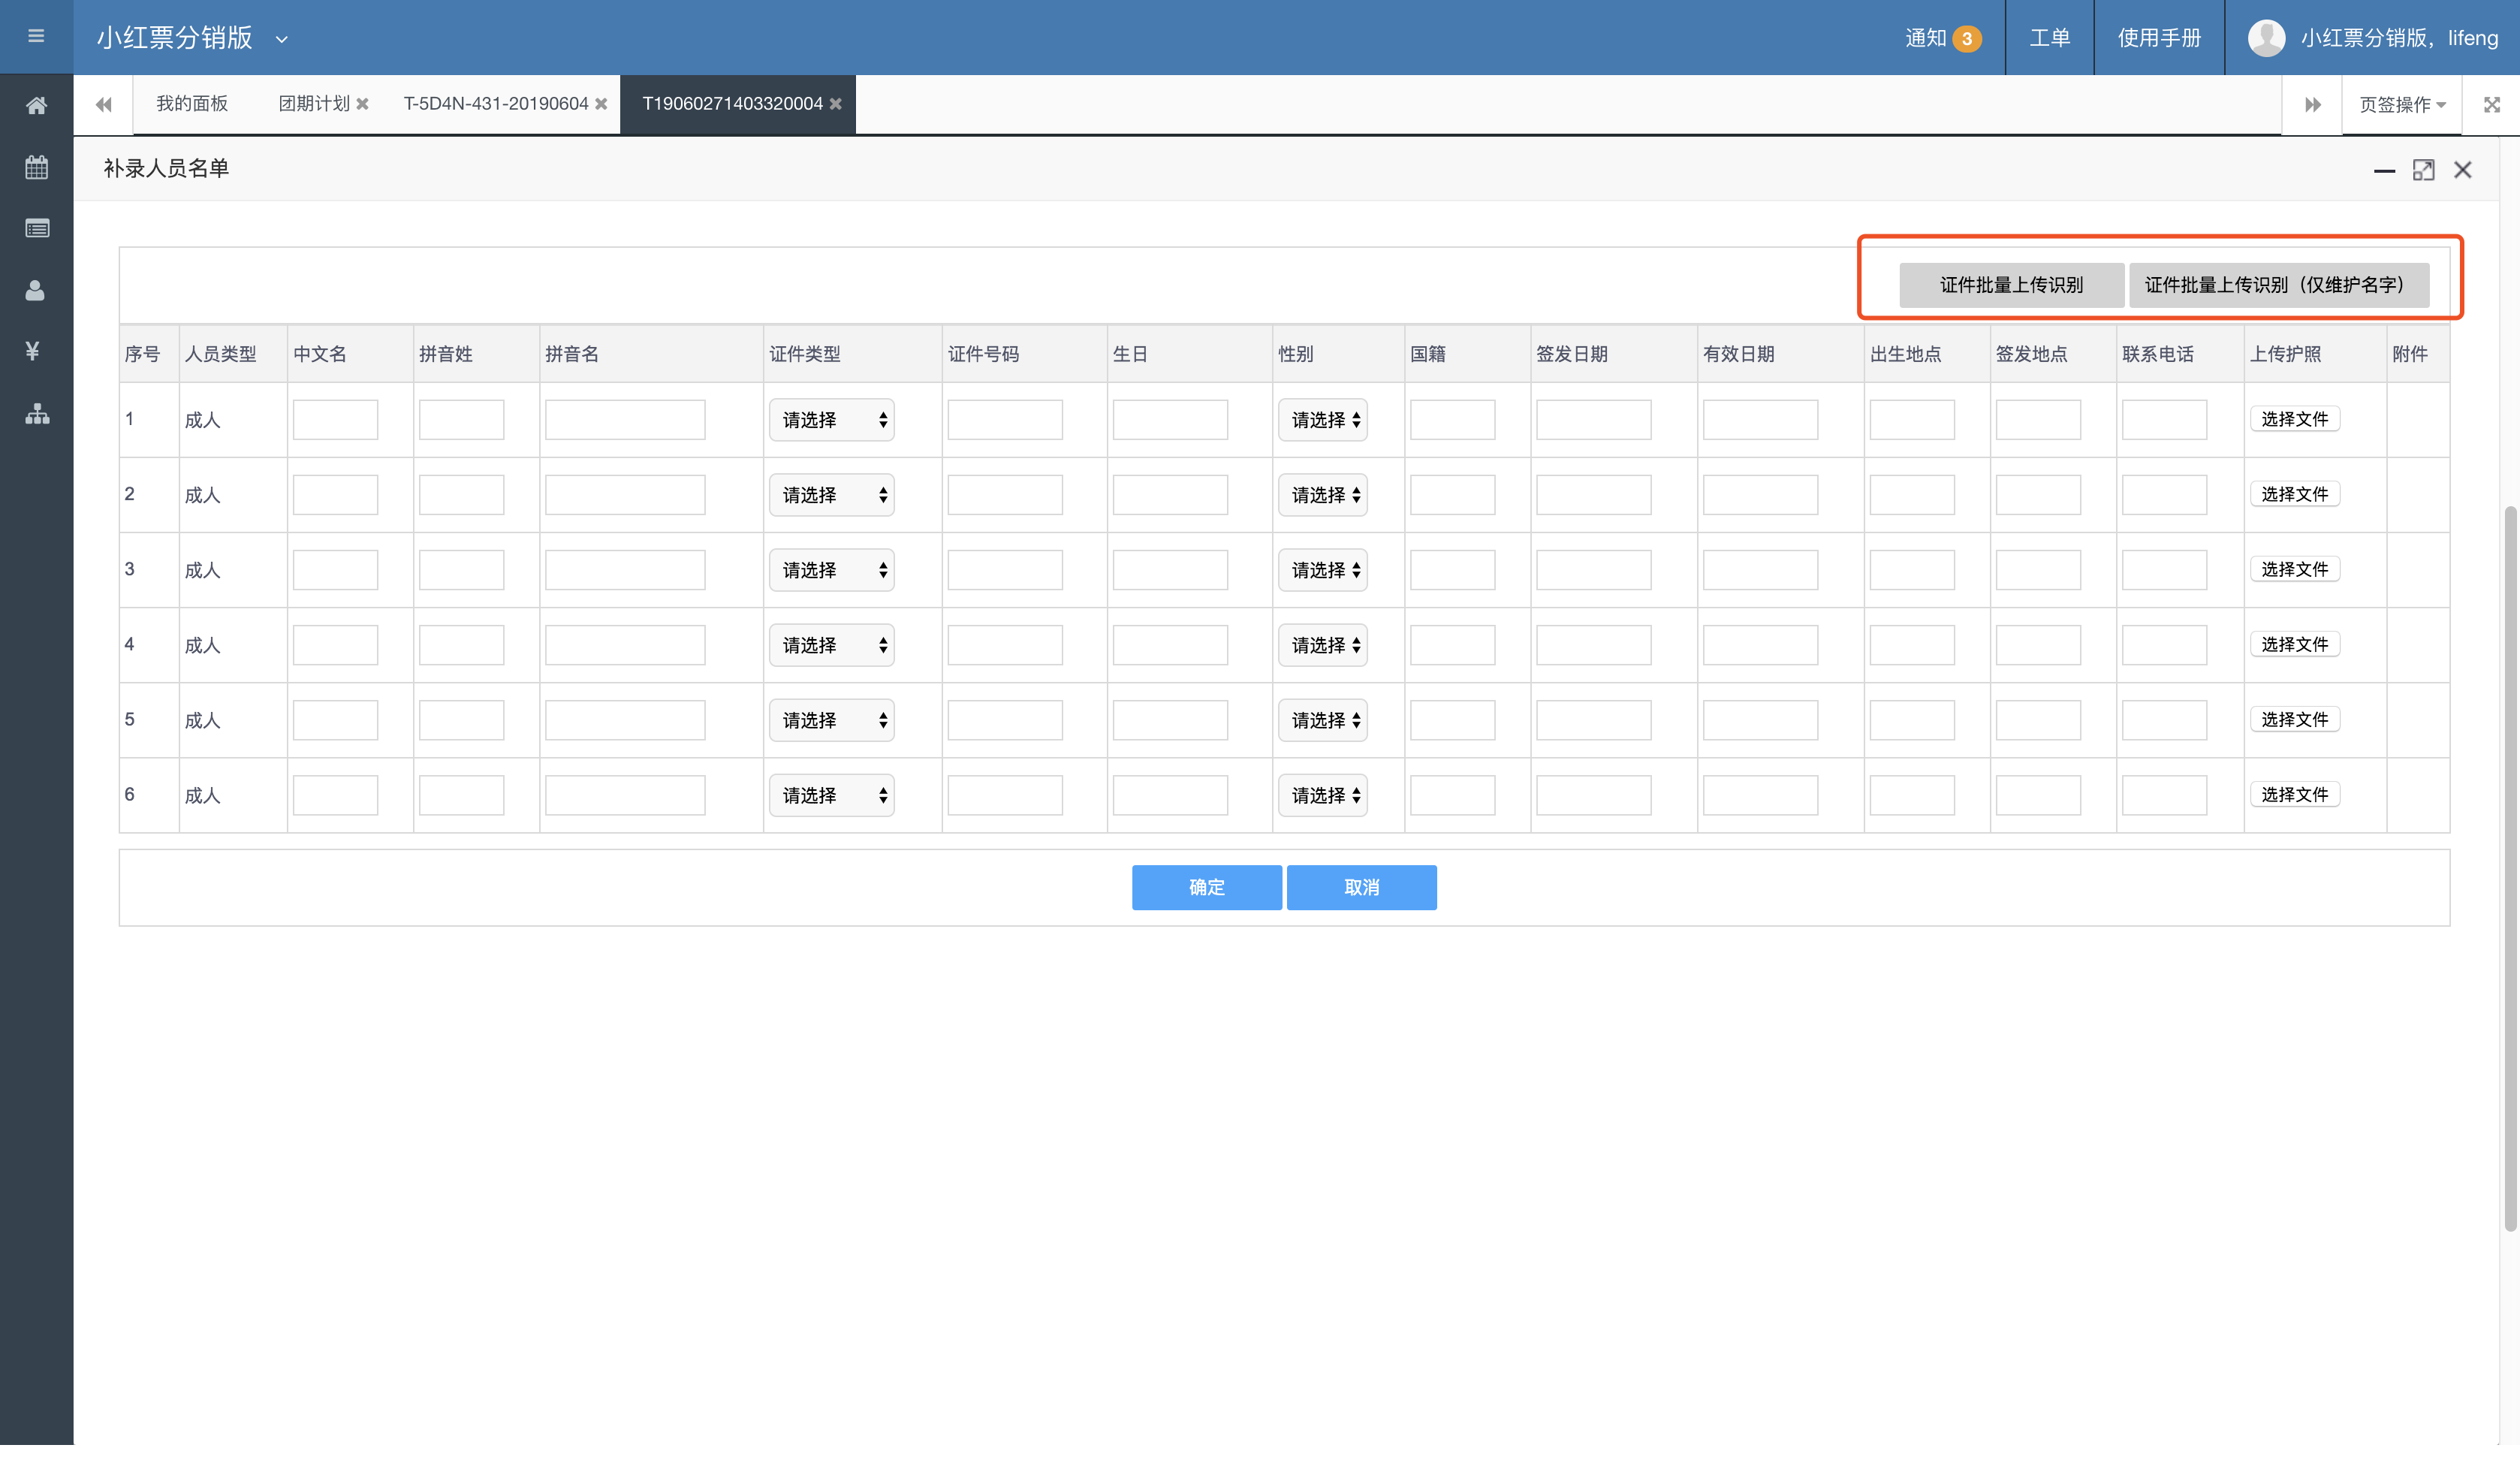 小红票分销版
通知 3 工单 使用手册 小红票分销版，lifeng
我的面板 团期计划 T-5D4N-431-20190604 T19060271403320004 页签操作
补录人员名单
证件批量上传识别 证件批量上传识别（仅维护名字）
序号 人员类型 中文名 拼音姓 拼音名 证件类型 证件号码 生日 性别 国籍 签发日期 有效日期 出生地点 签发地点 联系电话 上传护照 附件
1 成人 请选择 请选择 选择文件
2 成人 请选择 请选择 选择文件
3 成人 请选择 请选择 选择文件
4 成人 请选择 请选择 选择文件
5 成人 请选择 请选择 选择文件
6 成人 请选择 请选择 选择文件
确定 取消